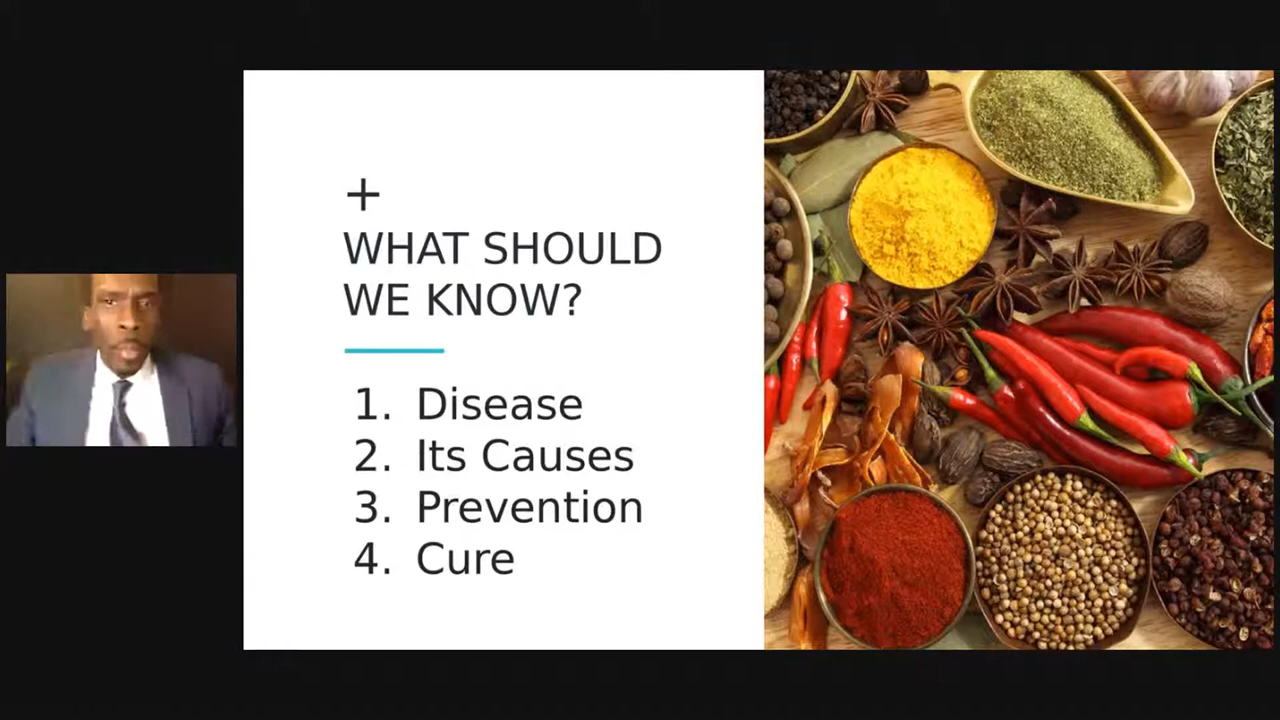 +
WHAT SHOULD
WE KNOW?
1. Disease
2. Its Causes
3. Prevention
4. Cure